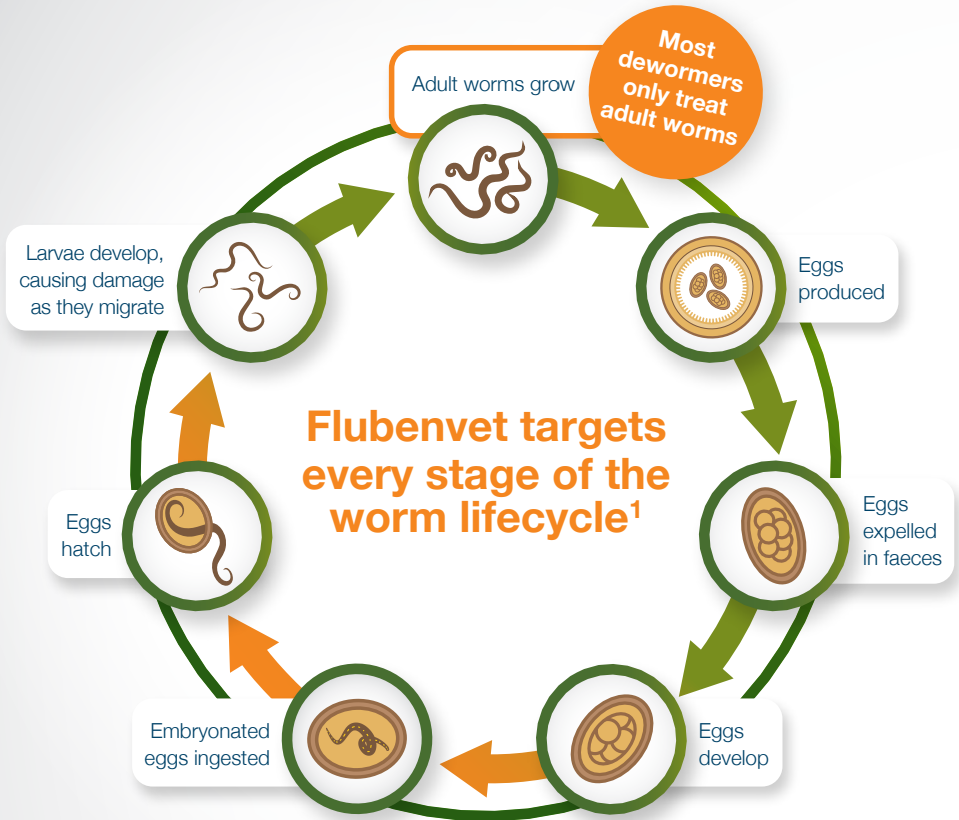 Adult worms grow
Most
dewormers
only treat
adult worms
Eggs
produced
Eggs
expelled
in faeces
Eggs
develop
Embryonated
eggs ingested
Eggs
hatch
Larvae develop,
causing damage
as they migrate
Flubenvet targets
every stage of the
worm lifecycle¹